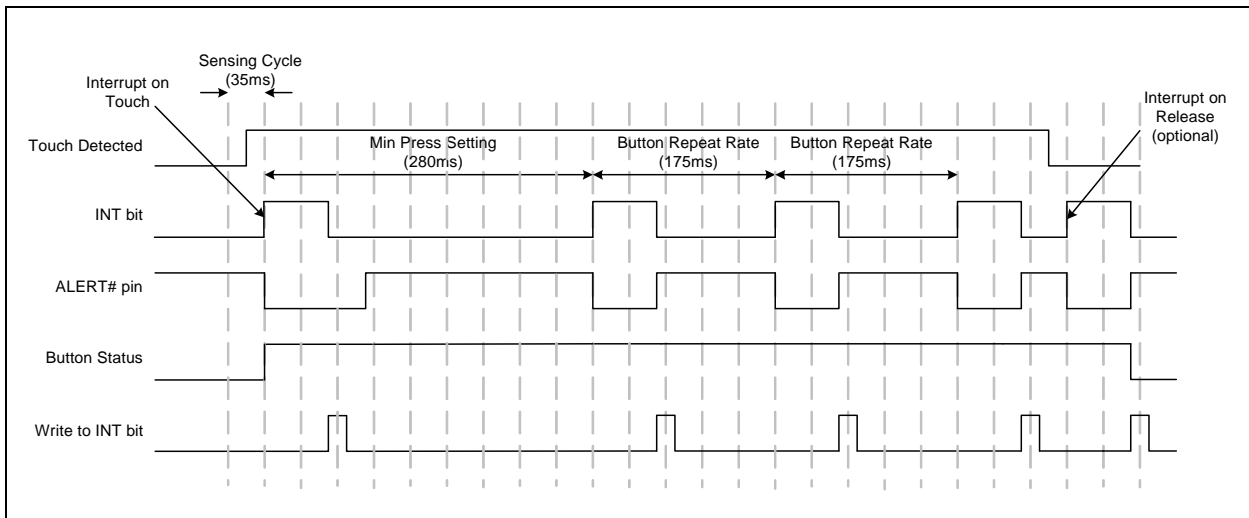 Sensing Cycle
(35ms)
Interrupt on
Touch
Interrupt on
Release
(optional)
Touch Detected
Min Press Setting
(280ms)
Button Repeat Rate
(175ms)
Button Repeat Rate
(175ms)
INT bit
ALERT# pin
Button Status
Write to INT bit